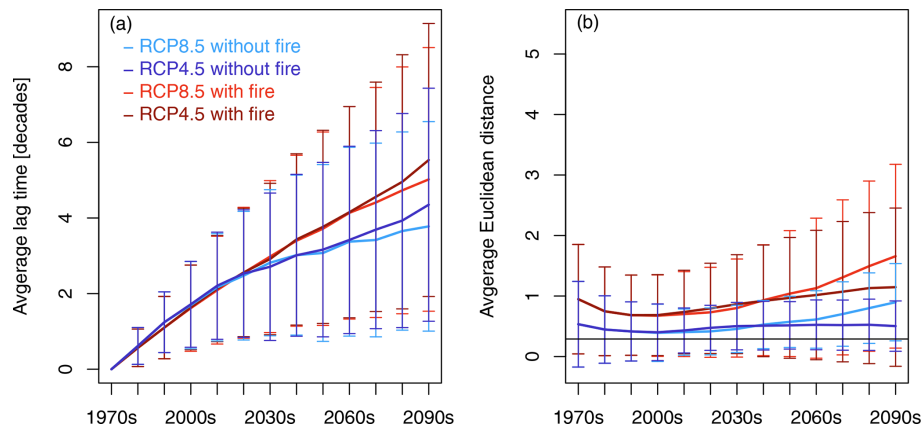 (a)
RCP8.5 without fire
RCP4.5 without fire
RCP8.5 with fire
RCP4.5 with fire
Avgerage lag time [decades]
8
6
4
2
0
1970s 2000s 2030s 2060s 2090s
(b)
Avgerage Euclidean distance
5
4
3
2
1
0
1970s 2000s 2030s 2060s 2090s